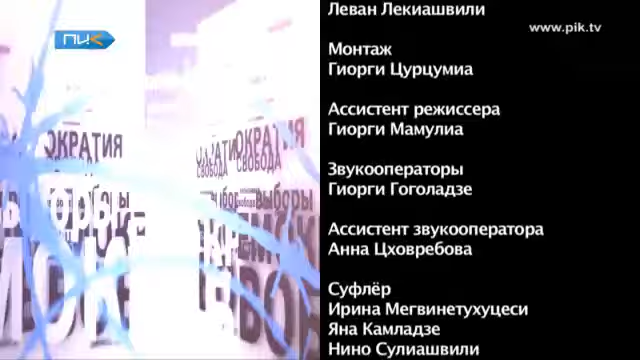 ПИК
www.pik.tv
Леван Лекиашвили
Монтаж
Гиорги Цурцумиа
Ассистент режиссера
Гиорги Мамулиа
Звукооператоры
Гиорги Гоголадзе
Ассистент звукооператора
Анна Цховребова
Суфлёр
Ирина Мегвинетухуцеси
Яна Камладзе
Нино Сулиашвили
ОКРАТИЯ
СВОБОДА
выборы